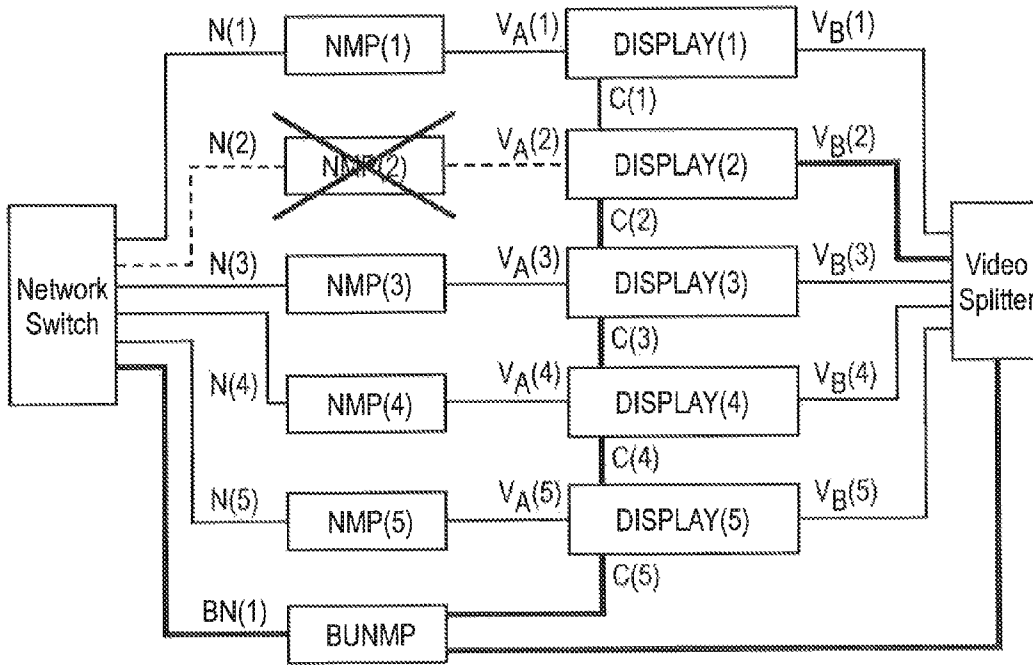 N(1) NMP(1) VA(1) DISPLAY(1) VB(1)
C(1)
N(2) NMP(2) VA(2) DISPLAY(2) VB(2)
C(2)
Network
Switch
N(3) NMP(3) VA(3) DISPLAY(3) VB(3)
Video
Splitter
C(3)
N(4) NMP(4) VA(4) DISPLAY(4) VB(4)
C(4)
N(5) NMP(5) VA(5) DISPLAY(5) VB(5)
C(5)
BN(1) BUNMP